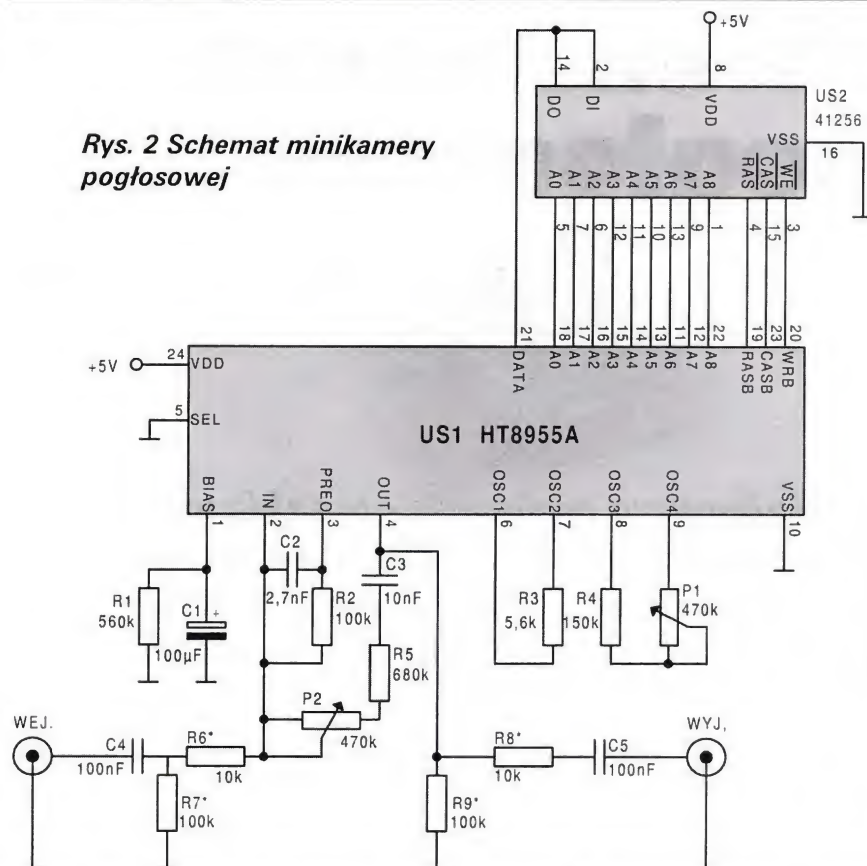 +5V
14 2 8
DO DI VDD
US2
41256
VSS
16
Rys. 2 Schemat minikamery
pogłosowej
A0 A1 A2 A3 A4 A5 A6 A7 A8 RAS CAS WE
5 7 6 12 11 10 13 9 1 4 15 3
21 18 17 16 15 14 13 11 12 22 19 23 20
DATA A0 A1 A2 A3 A4 A5 A6 A7 A8 RASB CASB WRB
+5V 24 VDD
5 SEL
US1 HT8955A
BIAS IN PREO OUT OSC1 OSC2 OSC3 OSC4 VSS
1 2 3 4 6 7 8 9 10
C2
2,7nF
C3
10nF
R1
560k
C1 +
100µF
R2
100k
R3
5,6k
R4
150k
P1
470k
R5
680k
P2
470k
WEJ.
C4
100nF
R6*
10k
R7*
100k
R8*
10k
R9*
100k
C5
100nF
WYJ,